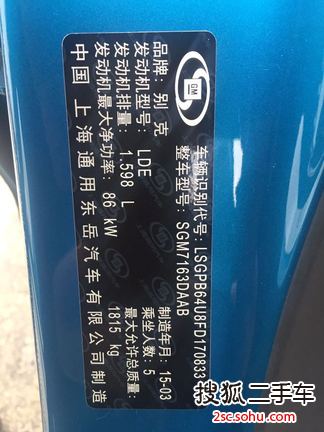 GM
车辆识别代号: LSGPB64U8FD170833
整车型号: SGM7163DAAB
品牌: 别克
制造年月: 15-03
发动机型号: LDE
乘坐人数: 5
发动机排量: 1.598 L
最大允许总质量: 1815 kg
发动机最大净功率: 86 kW
中国 上海通用东岳汽车有限公司制造
搜狐二手车
2sc.sohu.com